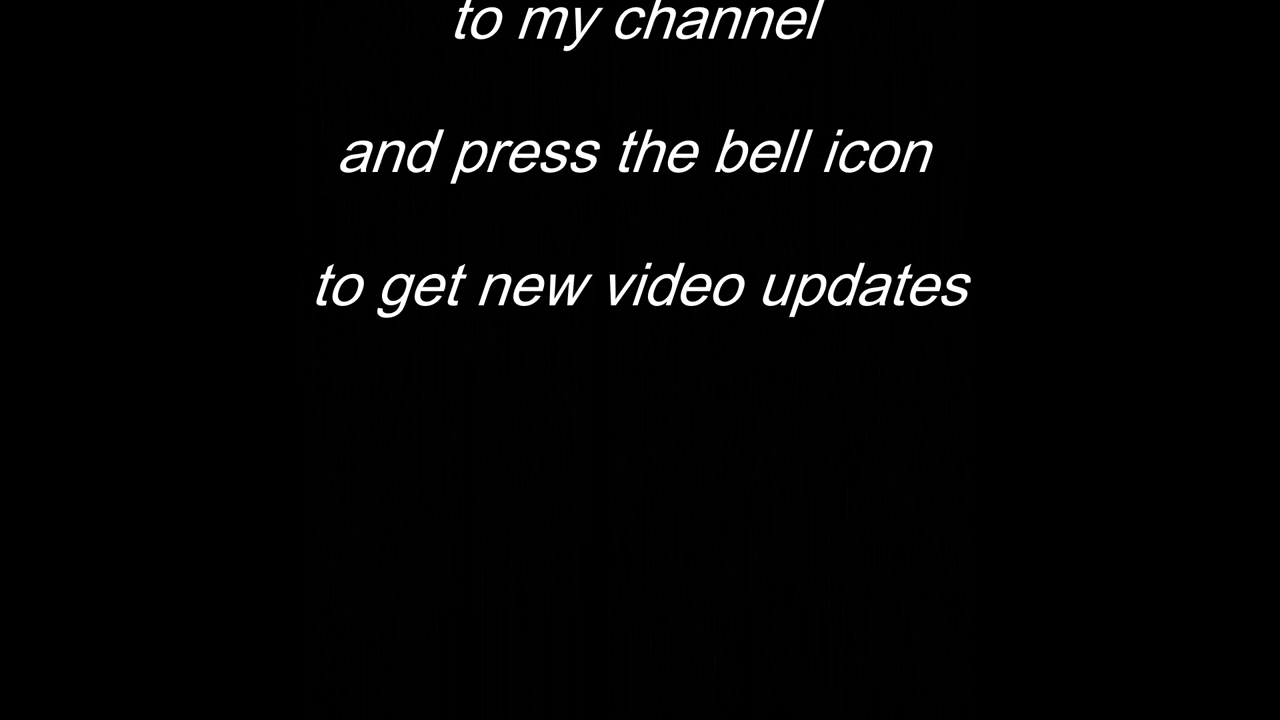 to my channel
and press the bell icon
to get new video updates